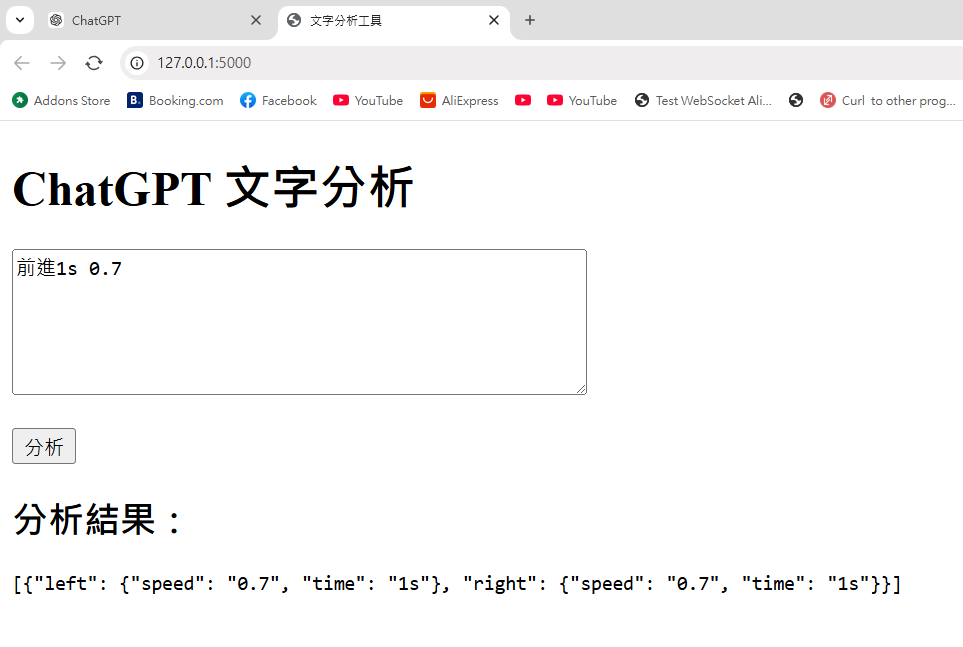 ChatGPT
文字分析工具
127.0.0.1:5000
Addons Store B. Booking.com Facebook YouTube AliExpress YouTube Test WebSocket Ali... Curl to other prog...
ChatGPT 文字分析
前進1s 0.7
分析
分析結果：
[{"left": {"speed": "0.7", "time": "1s"}, "right": {"speed": "0.7", "time": "1s"}}]